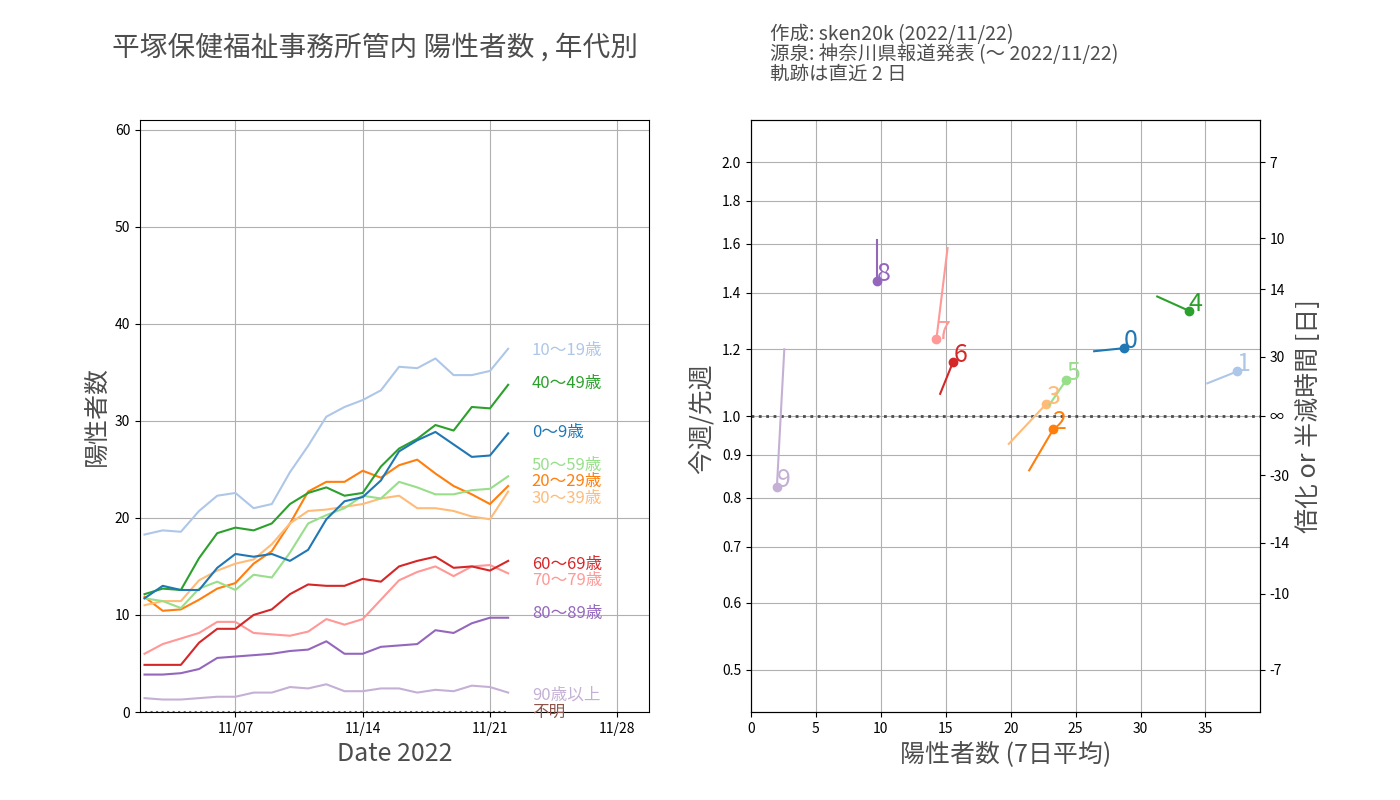 平塚保健福祉事務所管内 陽性者数 , 年代別
作成: sken20k (2022/11/22)
源泉: 神奈川県報道発表 (〜 2022/11/22)
軌跡は直近 2 日
陽性者数
60
50
40
30
20
10
0
11/07
11/14
11/21
11/28
Date 2022
10〜19歳
40〜49歳
0〜9歳
50〜59歳
20〜29歳
30〜39歳
60〜69歳
70〜79歳
80〜89歳
90歳以上
不明
今週/先週
2.0
1.8
1.6
1.4
1.2
1.0
0.9
0.8
0.7
0.6
0.5
0
5
10
15
20
25
30
35
陽性者数 (7日平均)
8
7
6
4
0
1
5
3
2
9
7
10
14
30
∞
-30
-14
-10
-7
倍化 or 半減時間 [日]